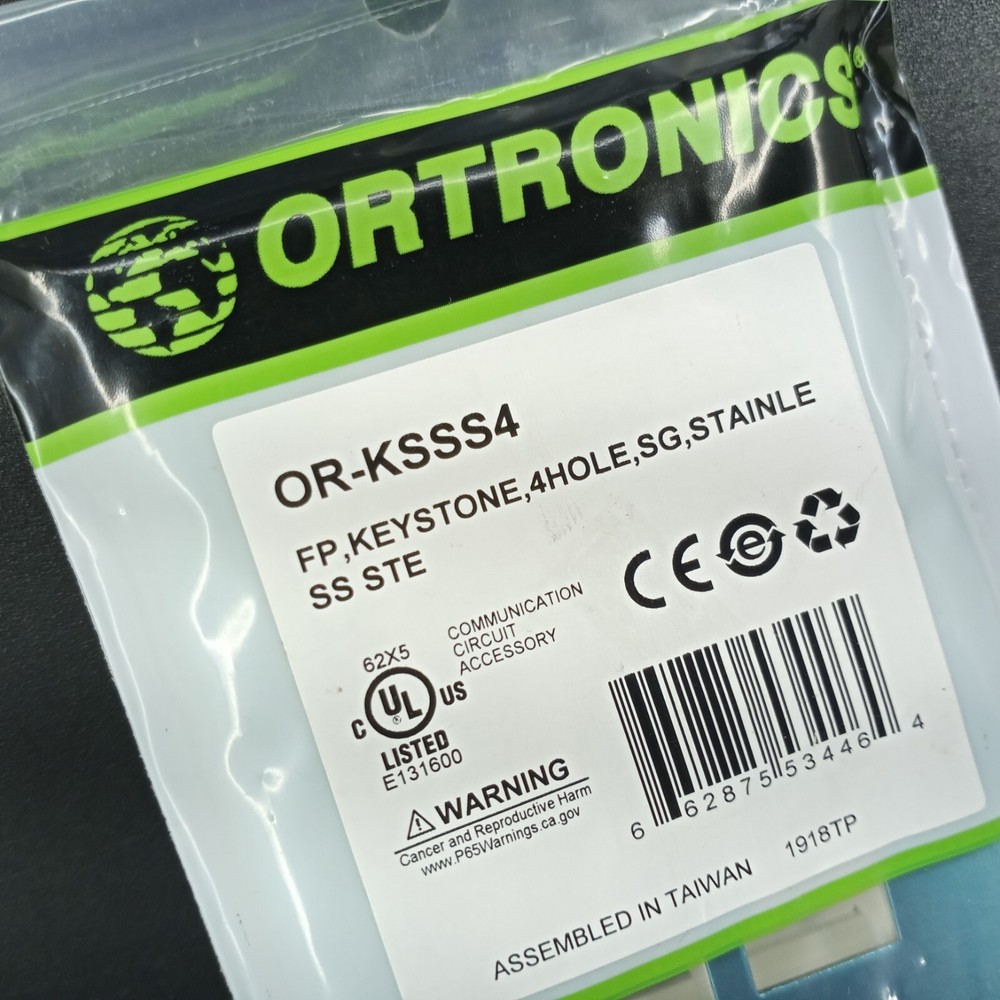 ORTRONICS®
OR-KSSS4
FP,KEYSTONE,4HOLE,SG,STAINLE
SS STE
CE e
62X5
COMMUNICATION
CIRCUIT
ACCESSORY
C UL® US
LISTED
E131600
WARNING
Cancer and Reproductive Harm
www.P65Warnings.ca.gov
6 62875 53446 4
ASSEMBLED IN TAIWAN 1918TP